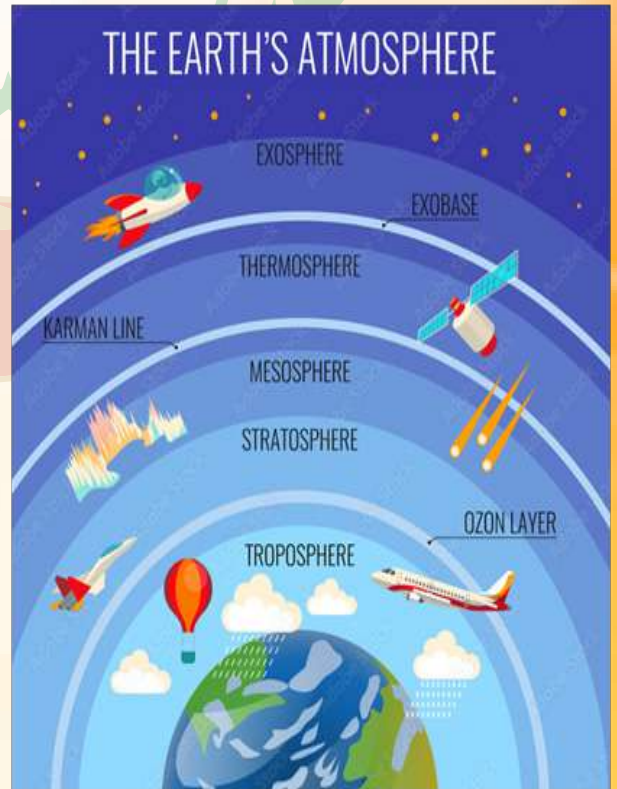 THE EARTH'S ATMOSPHERE
EXOSPHERE
EXOBASE
THERMOSPHERE
KARMAN LINE
MESOSPHERE
STRATOSPHERE
OZON LAYER
TROPOSPHERE